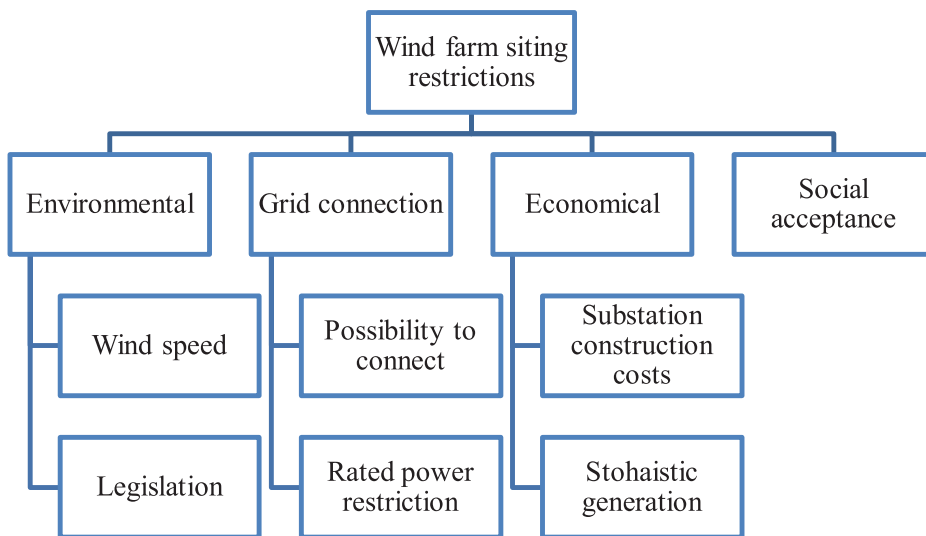 Wind farm siting
restrictions
Environmental
Grid connection
Economical
Social
acceptance
Wind speed
Possibility to
connect
Substation
construction
costs
Legislation
Rated power
restriction
Stohaistic
generation